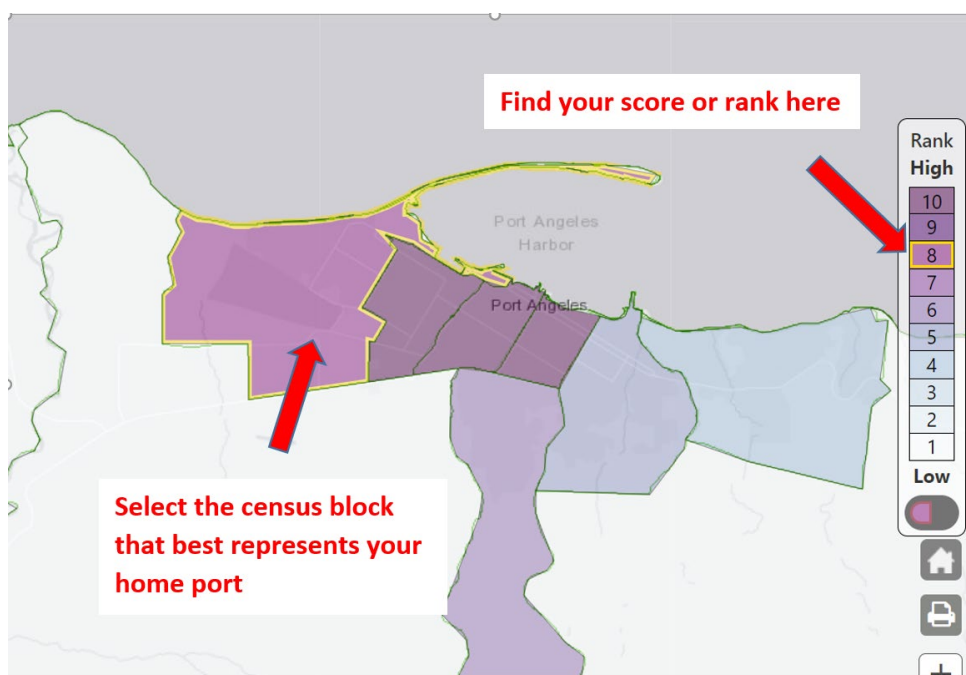 Find your score or rank here
Rank
High
10
9
8
7
6
5
4
3
2
1
Low
Port Angeles
Harbor
Port Angeles
Select the census block
that best represents your
home port
+